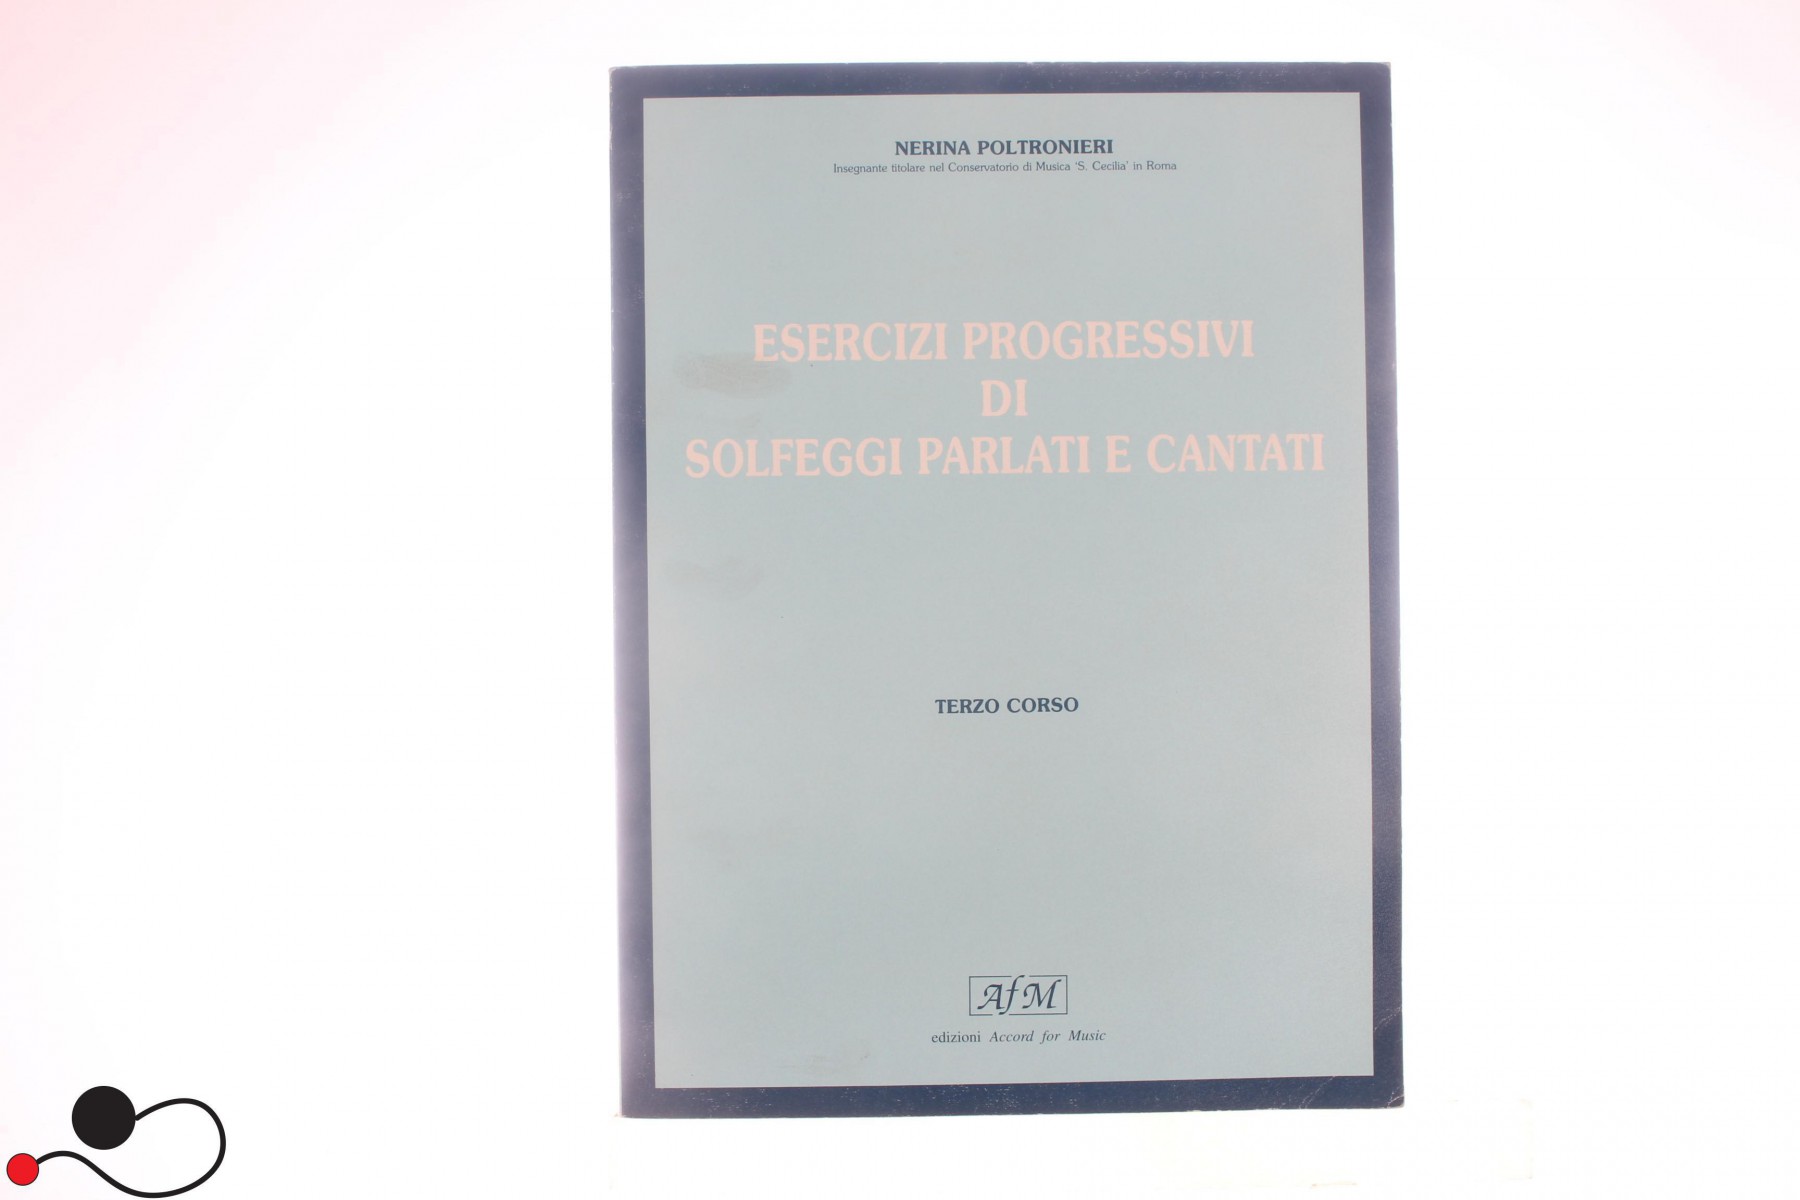 NERINA POLTRONIERI
Insegnante titolare nel Conservatorio di Musica 'S. Cecilia' in Roma
ESERCIZI PROGRESSIVI
DI
SOLFEGGI PARLATI E CANTATI
TERZO CORSO
AfM
edizioni Accord for Music